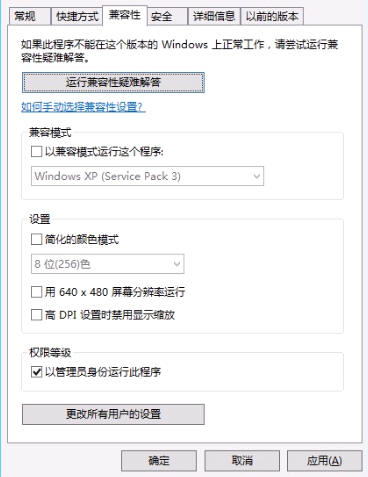 常规 快捷方式 兼容性 安全 详细信息 以前的版本
如果此程序不能在这个版本的 Windows 上正常工作，请尝试运行兼
容性疑难解答。
运行兼容性疑难解答
如何手动选择兼容性设置?
兼容模式
以兼容模式运行这个程序:
Windows XP (Service Pack 3)
设置
简化的颜色模式
8 位(256)色
用 640 x 480 屏幕分辨率运行
高 DPI 设置时禁用显示缩放
权限等级
以管理员身份运行此程序
更改所有用户的设置
确定 取消 应用(A)